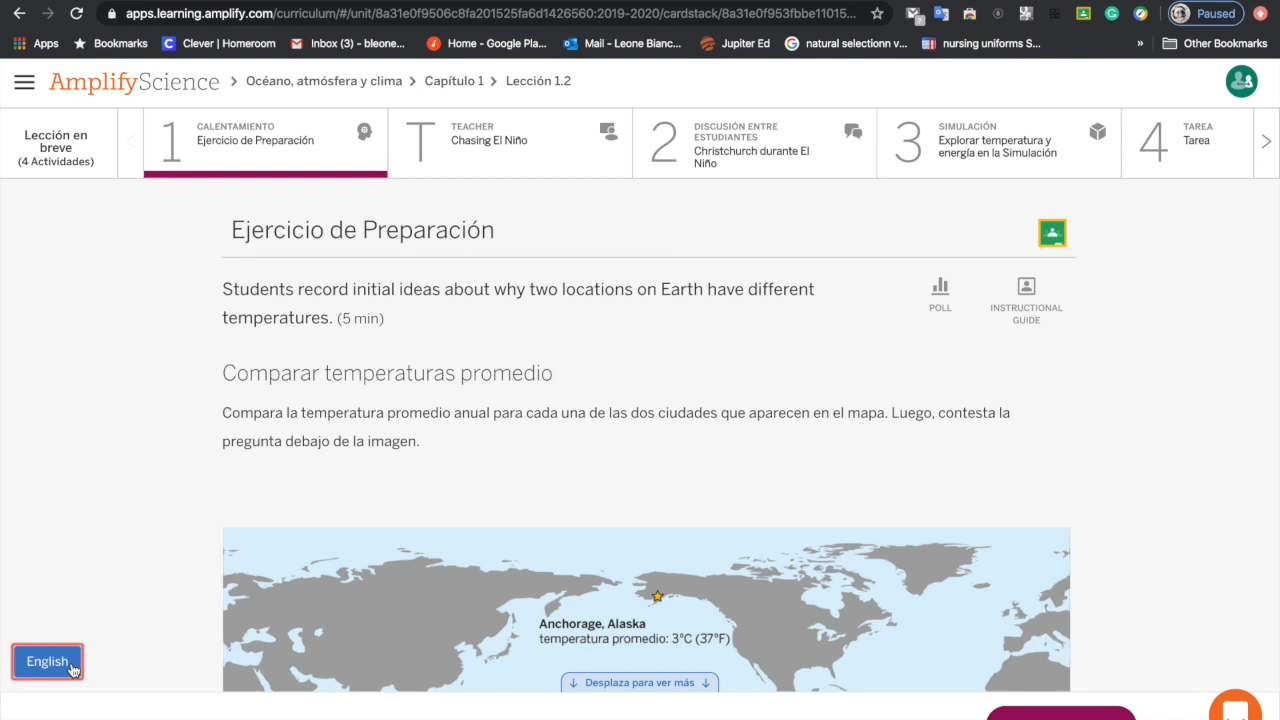 apps.learning.amplify.com/curriculum/#/unit/8a31e0f9506c8fa201525fa6d1426560:2019-2020/cardstack/8a31e0f953fbbe11015...
Paused
Apps
Bookmarks
Clever | Homeroom
Inbox (3) - bleone...
Home - Google Pla...
Mail - Leone Bianc...
Jupiter Ed
natural selectionn v...
nursing uniforms S...
»
Other Bookmarks
AmplifyScience > Océano, atmósfera y clima > Capítulo 1 > Lección 1.2
Lección en
breve
(4 Actividades)
1
CALENTAMIENTO
Ejercicio de Preparación
T
TEACHER
Chasing El Niño
2
DISCUSIÓN ENTRE
ESTUDIANTES
Christchurch durante El
Niño
3
SIMULACIÓN
Explorar temperatura y
energía en la Simulación
4
TAREA
Tarea
Ejercicio de Preparación
Students record initial ideas about why two locations on Earth have different
temperatures. (5 min)
POLL
INSTRUCTIONAL
GUIDE
Comparar temperaturas promedio
Compara la temperatura promedio anual para cada una de las dos ciudades que aparecen en el mapa. Luego, contesta la
pregunta debajo de la imagen.
Anchorage, Alaska
temperatura promedio: 3°C (37°F)
↓ Desplaza para ver más ↓
English